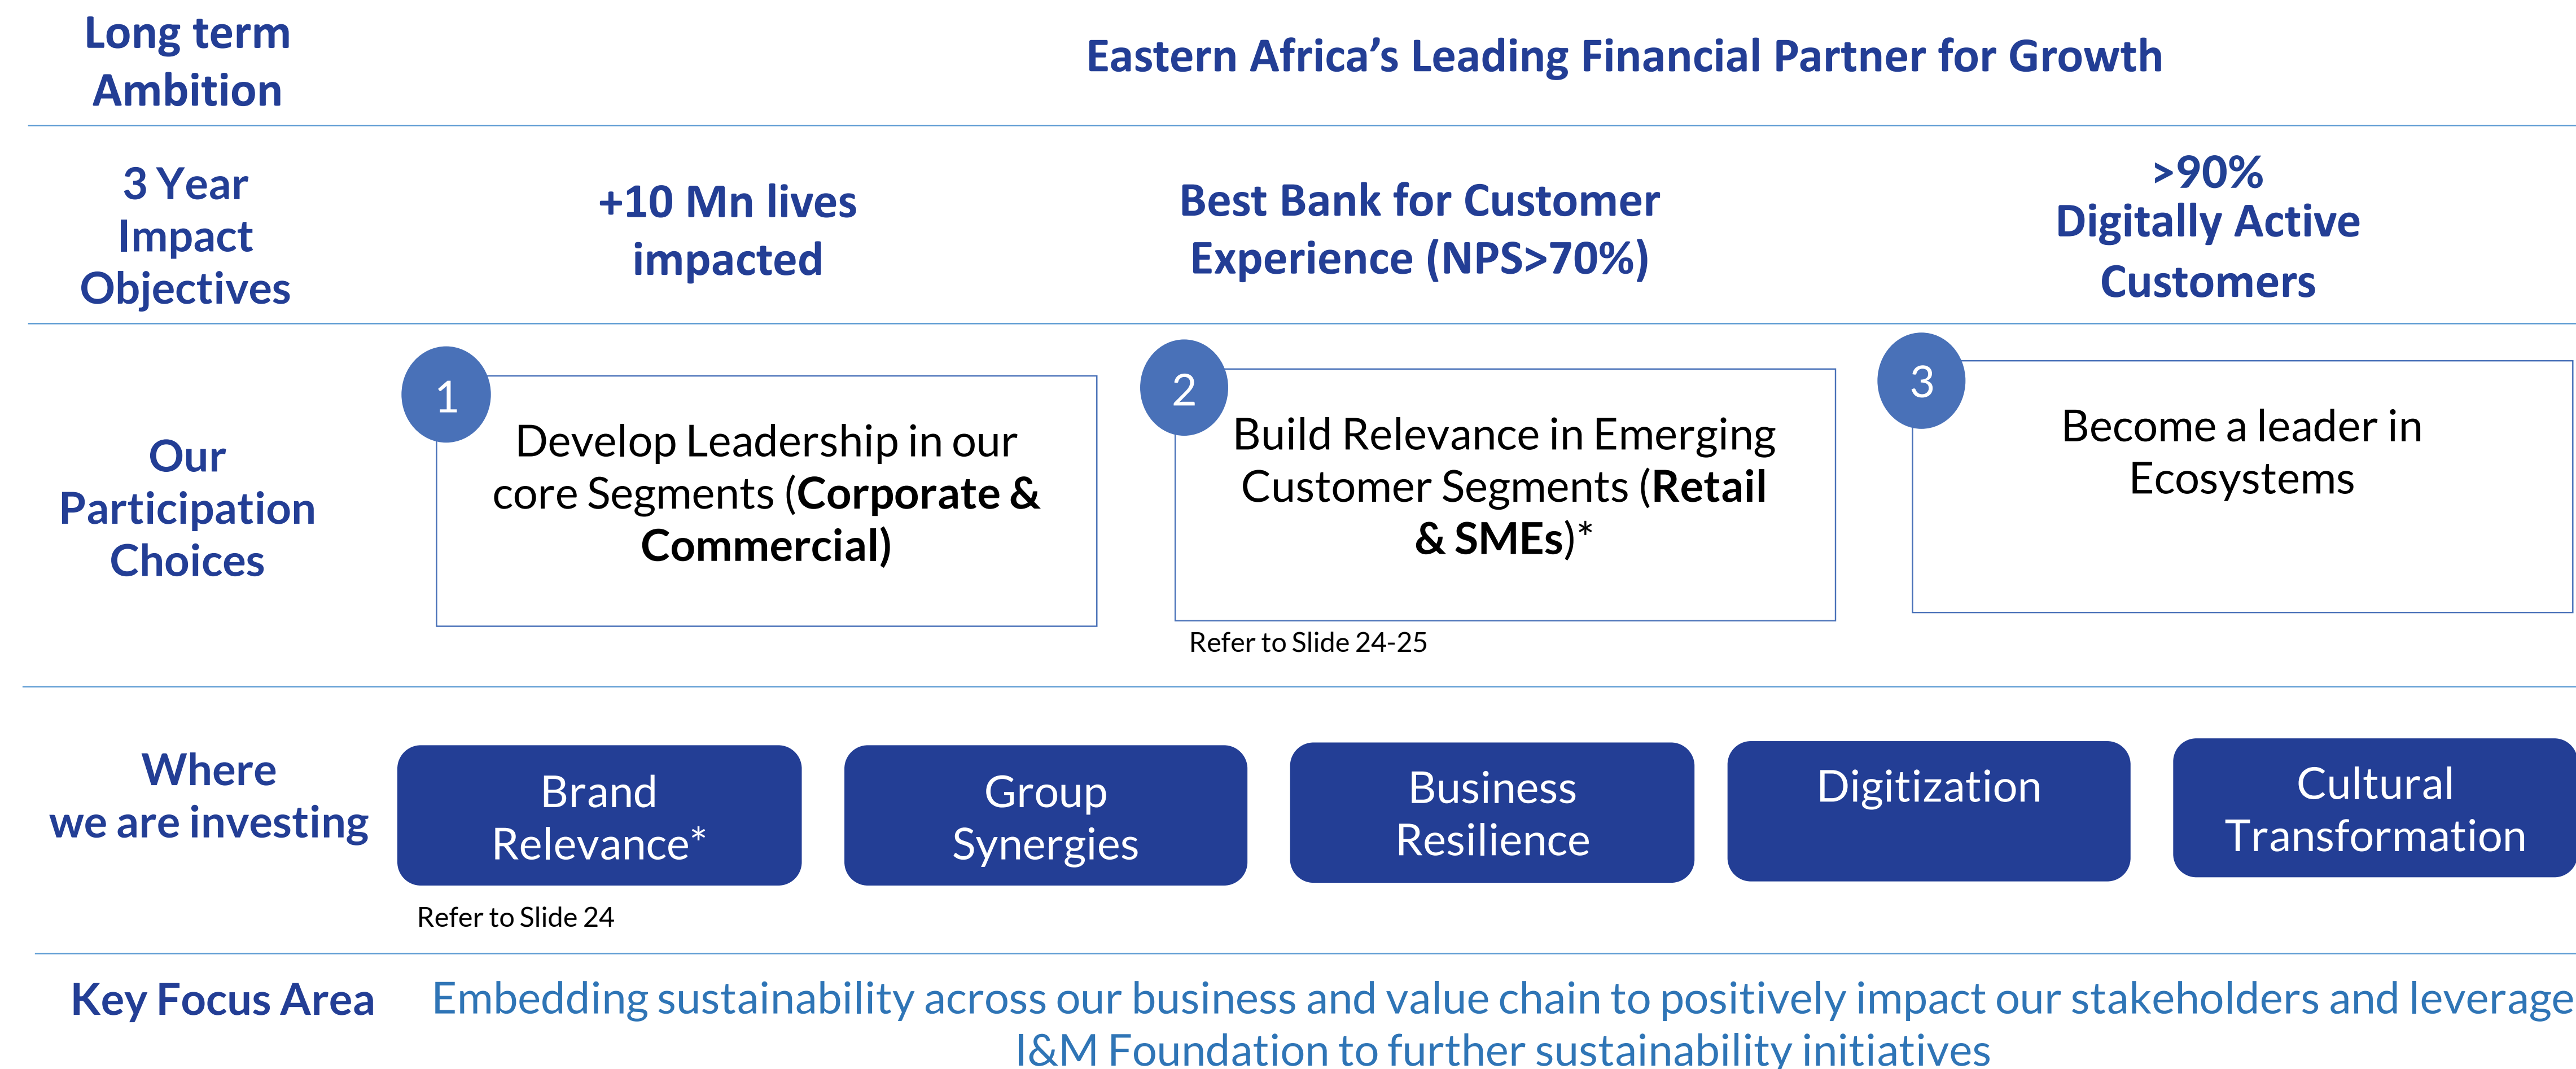 Long term
Ambition
Eastern Africa’s Leading Financial Partner for Growth
3 Year
Impact
Objectives
+10 Mn lives
impacted
Best Bank for Customer
Experience (NPS>70%)
>90%
Digitally Active
Customers
Our
Participation
Choices
1
Develop Leadership in our
core Segments (Corporate &
Commercial)
2
Build Relevance in Emerging
Customer Segments (Retail
& SMEs)*
Refer to Slide 24-25
3
Become a leader in
Ecosystems
Where
we are investing
Brand
Relevance*
Refer to Slide 24
Group
Synergies
Business
Resilience
Digitization
Cultural
Transformation
Key Focus Area
Embedding sustainability across our business and value chain to positively impact our stakeholders and leverage
I&M Foundation to further sustainability initiatives